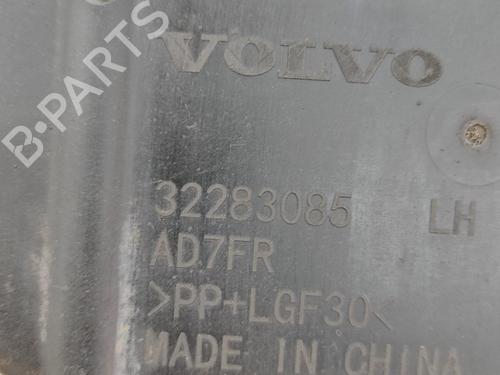 VOLVO
B-PARTS
32283085 LH
AD7FR
>PP+LGF30<
MADE IN CHINA